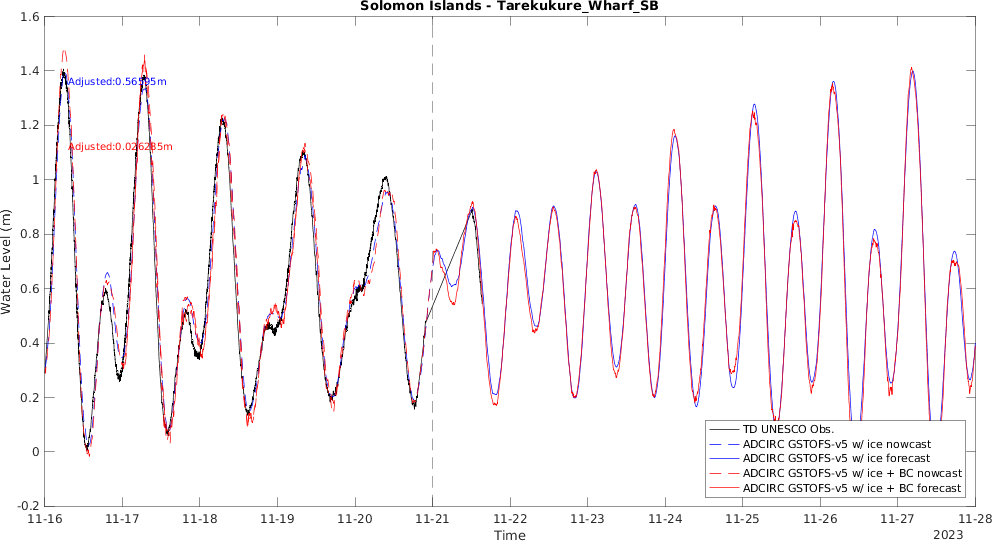 Solomon Islands - Tarekukure_Wharf_SB
Water Level (m)
1.6
1.4
1.2
1
0.8
0.6
0.4
0.2
0
-0.2
Adjusted:0.56595m
Adjusted:0.026285m
TD UNESCO Obs.
ADCIRC GSTOFS-v5 w/ ice nowcast
ADCIRC GSTOFS-v5 w/ ice forecast
ADCIRC GSTOFS-v5 w/ ice + BC nowcast
ADCIRC GSTOFS-v5 w/ ice + BC forecast
11-16 11-17 11-18 11-19 11-20 11-21 11-22 11-23 11-24 11-25 11-26 11-27 11-28
Time
2023